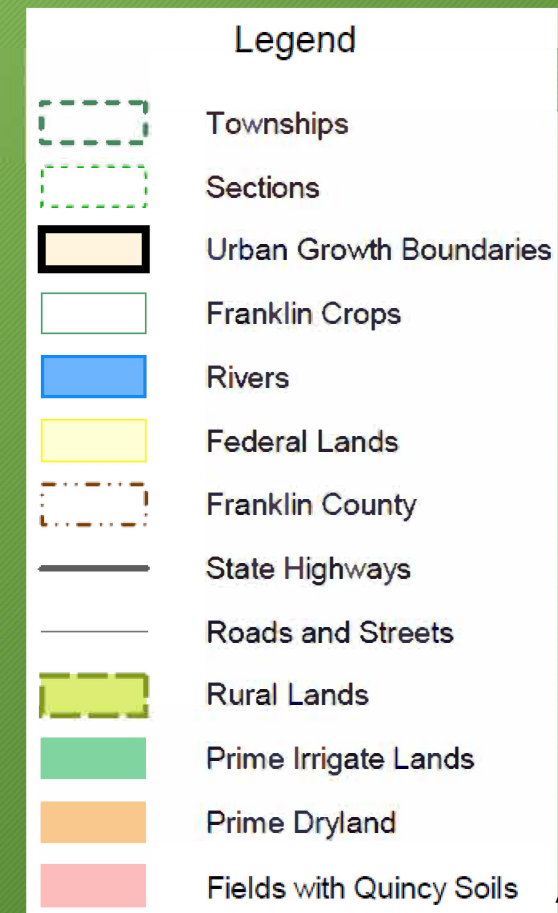 Legend
Townships
Sections
Urban Growth Boundaries
Franklin Crops
Rivers
Federal Lands
Franklin County
State Highways
Roads and Streets
Rural Lands
Prime Irrigate Lands
Prime Dryland
Fields with Quincy Soils